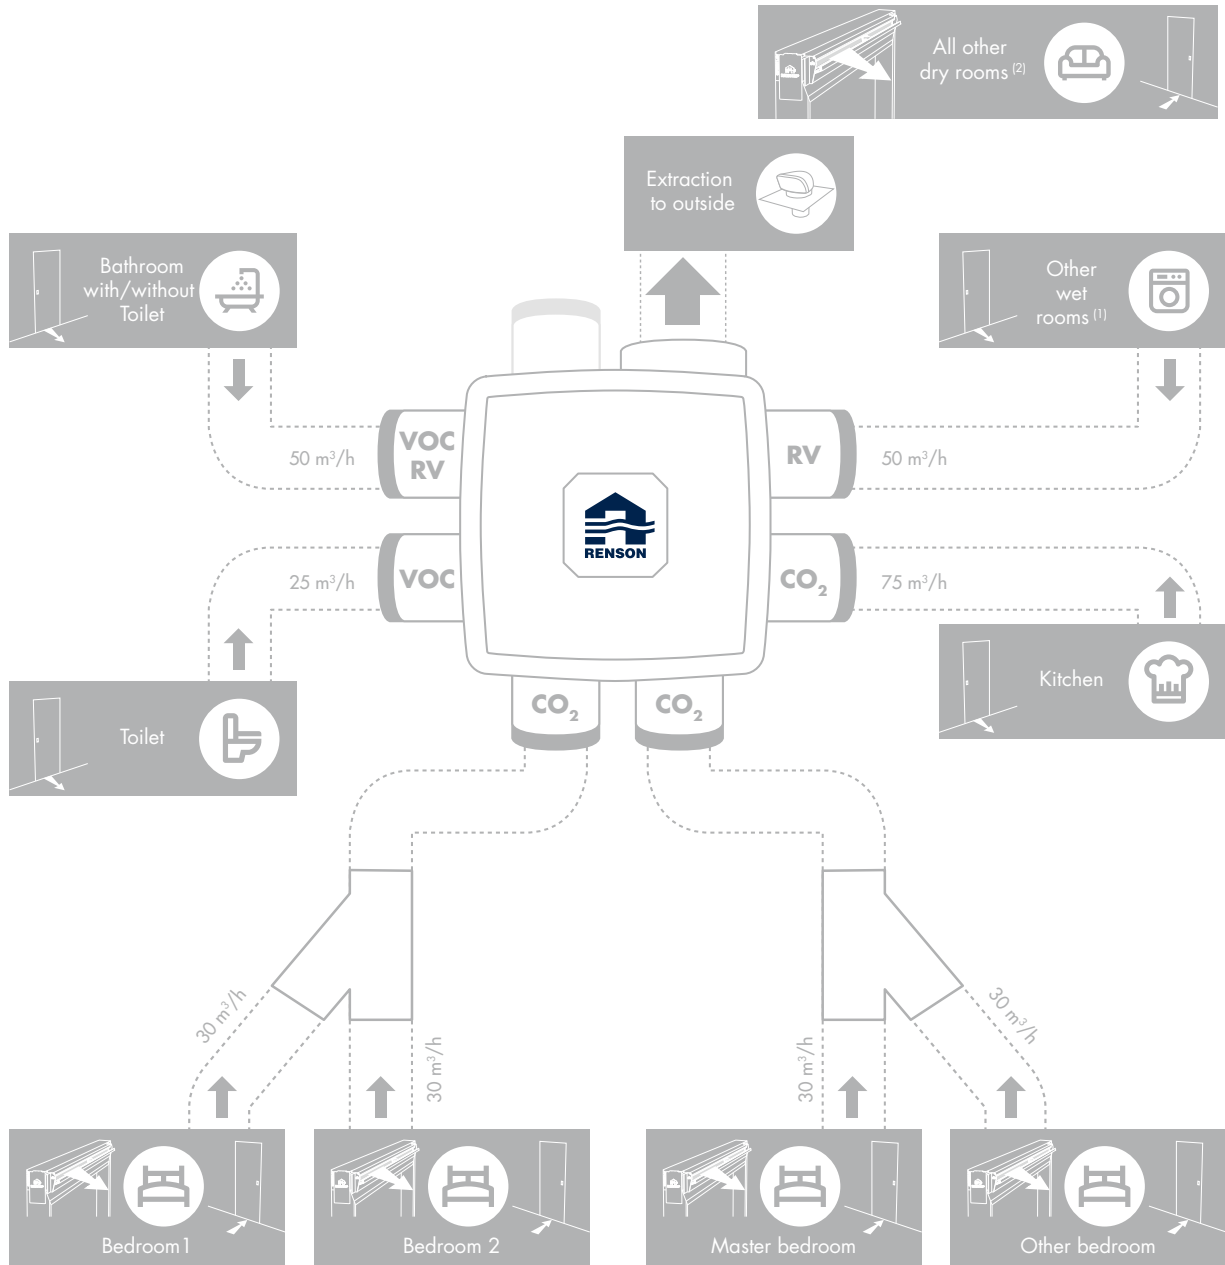 All other
dry rooms (2)
Extraction
to outside
Bathroom
with/without
Toilet
Other
wet
rooms (1)
50 m³/h
VOC
RV
RV
50 m³/h
RENSON
25 m³/h
VOC
CO₂
75 m³/h
Toilet
CO₂
CO₂
Kitchen
30 m³/h
30 m³/h
30 m³/h
30 m³/h
Bedroom1
Bedroom 2
Master bedroom
Other bedroom